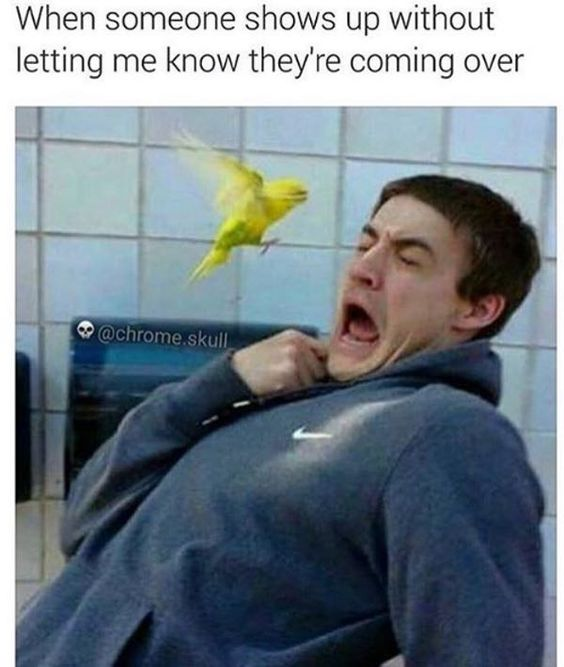 When someone shows up without
letting me know they're coming over
@chrome.skull